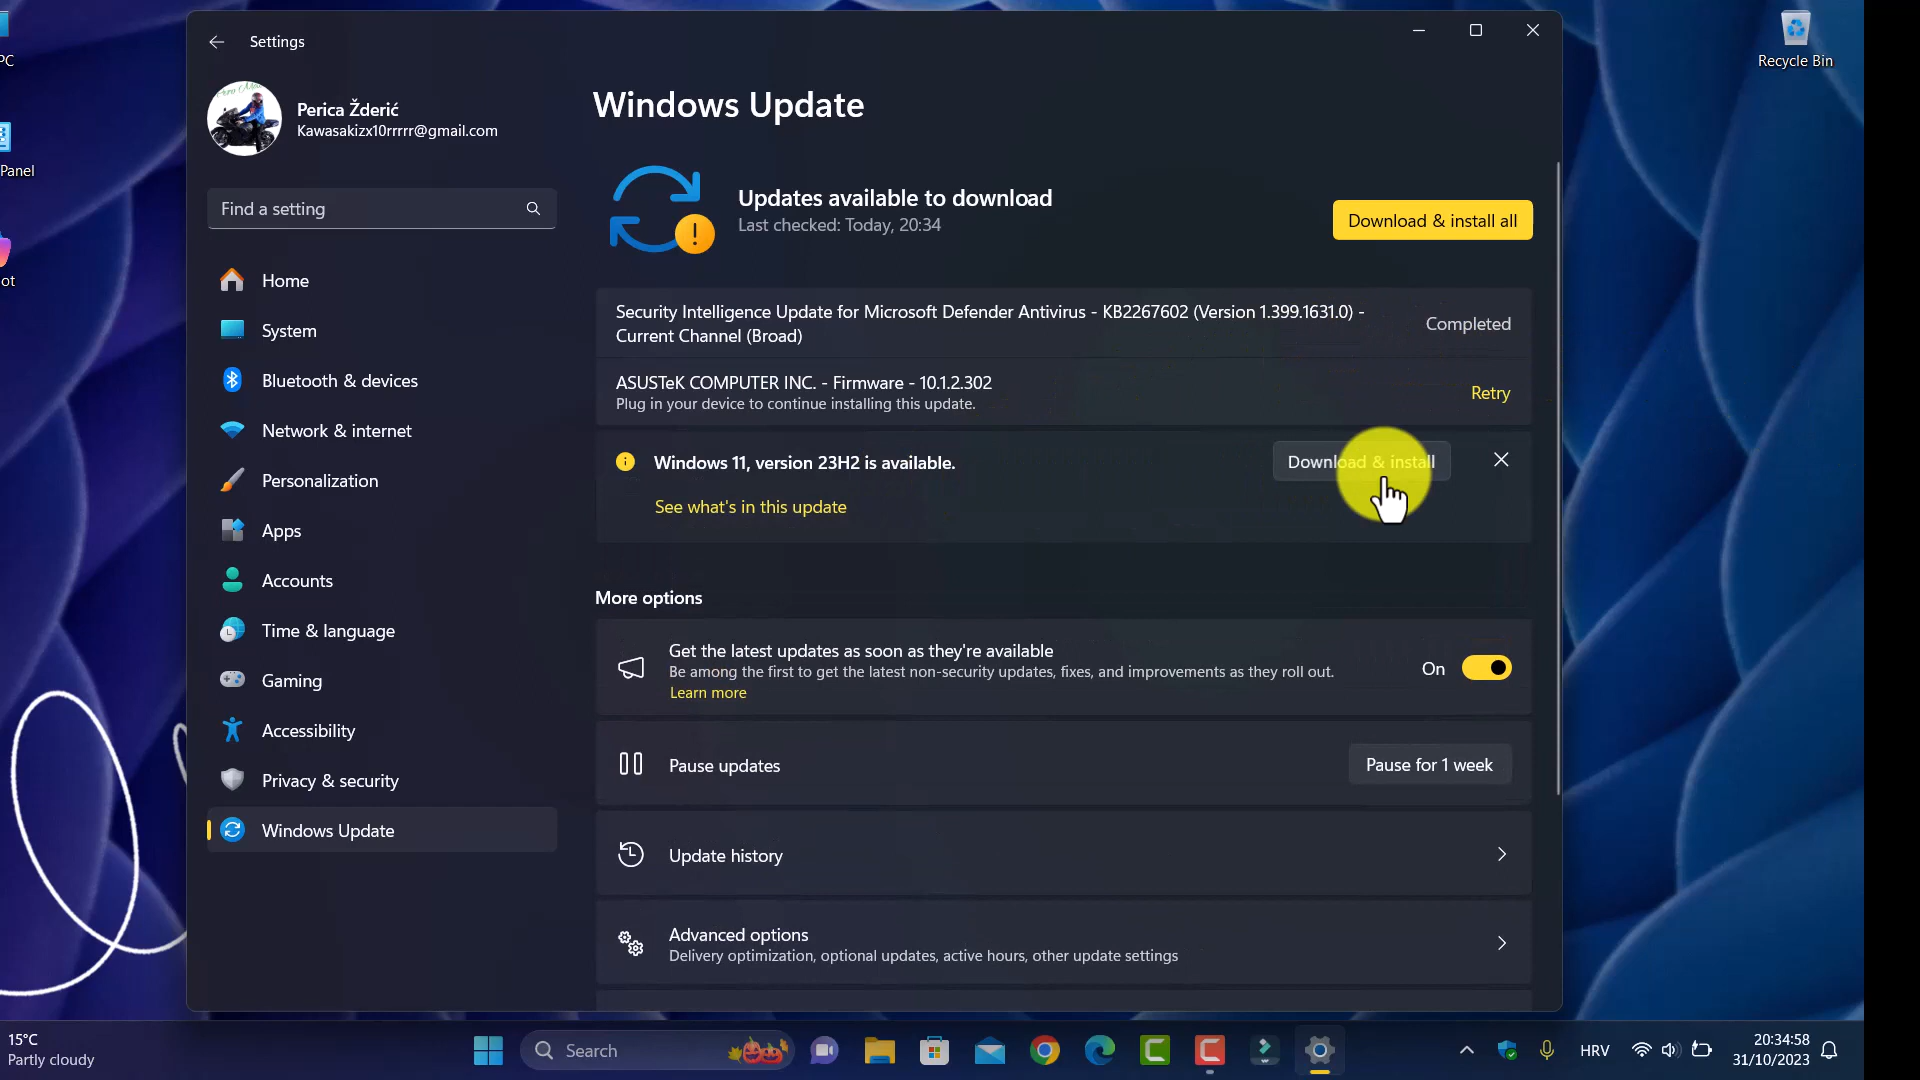 PC
Panel
ot
Settings
Perica Žderić
Kawasakizx10rrrrr@gmail.com
Find a setting
Home
System
Bluetooth & devices
Network & internet
Personalization
Apps
Accounts
Time & language
Gaming
Accessibility
Privacy & security
Windows Update
Windows Update
Updates available to download
Last checked: Today, 20:34
Download & install all
Security Intelligence Update for Microsoft Defender Antivirus - KB2267602 (Version 1.399.1631.0) -
Current Channel (Broad)
Completed
ASUSTeK COMPUTER INC. - Firmware - 10.1.2.302
Plug in your device to continue installing this update.
Retry
Windows 11, version 23H2 is available.
Download & install
See what's in this update
More options
Get the latest updates as soon as they're available
Be among the first to get the latest non-security updates, fixes, and improvements as they roll out.
Learn more
On
Pause updates
Pause for 1 week
Update history
Advanced options
Delivery optimization, optional updates, active hours, other update settings
Recycle Bin
15°C
Partly cloudy
Search
HRV
20:34:58
31/10/2023